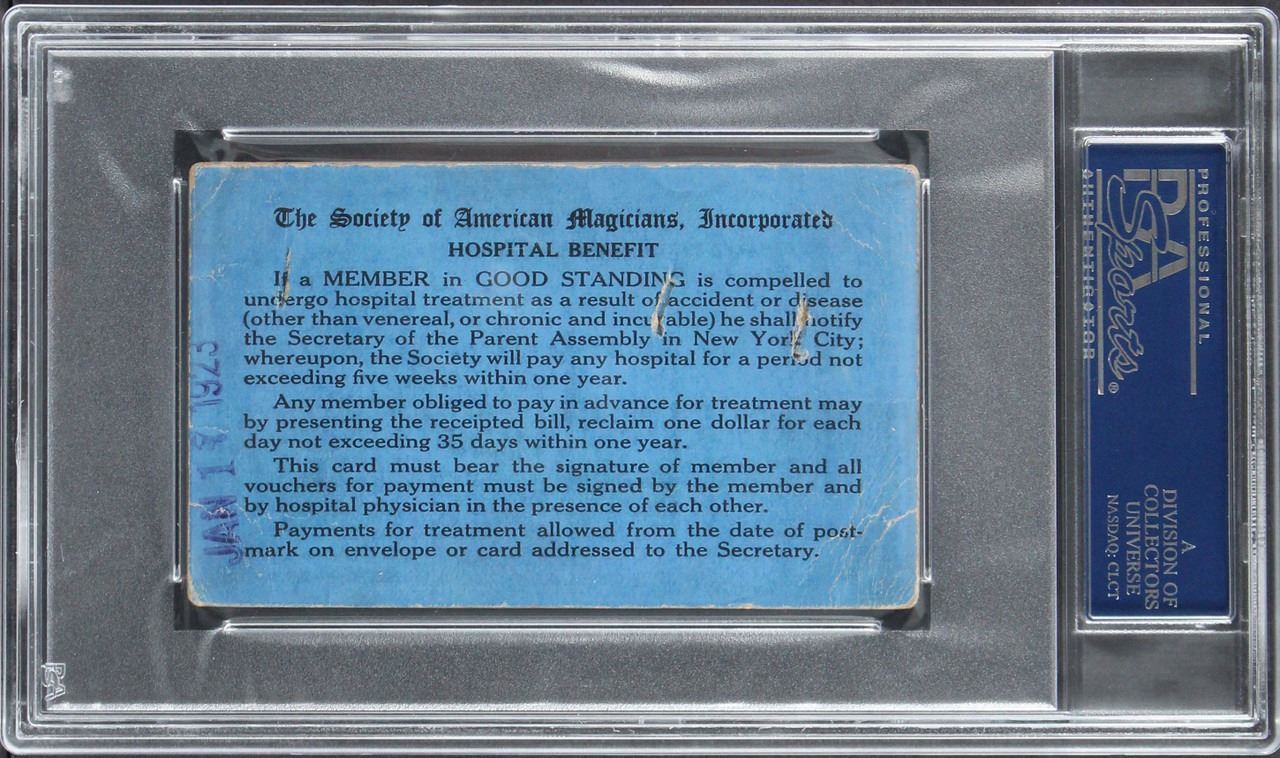 The Society of American Magicians, Incorporated
HOSPITAL BENEFIT
If a MEMBER in GOOD STANDING is compelled to
undergo hospital treatment as a result of accident or disease
(other than venereal, or chronic and incurable) he shall notify
the Secretary of the Parent Assembly in New York City;
whereupon, the Society will pay any hospital for a period not
exceeding five weeks within one year.
Any member obliged to pay in advance for treatment may
by presenting the receipted bill, reclaim one dollar for each
day not exceeding 35 days within one year.
This card must bear the signature of member and all
vouchers for payment must be signed by the member and
by hospital physician in the presence of each other.
Payments for treatment allowed from the date of post-
mark on envelope or card addressed to the Secretary.
JAN 1 1923
PROFESSIONAL
PSA
Sports®
AUTHENTICATOR
A
DIVISION OF
COLLECTORS
UNIVERSE
NASDAQ: CLCT
PSA